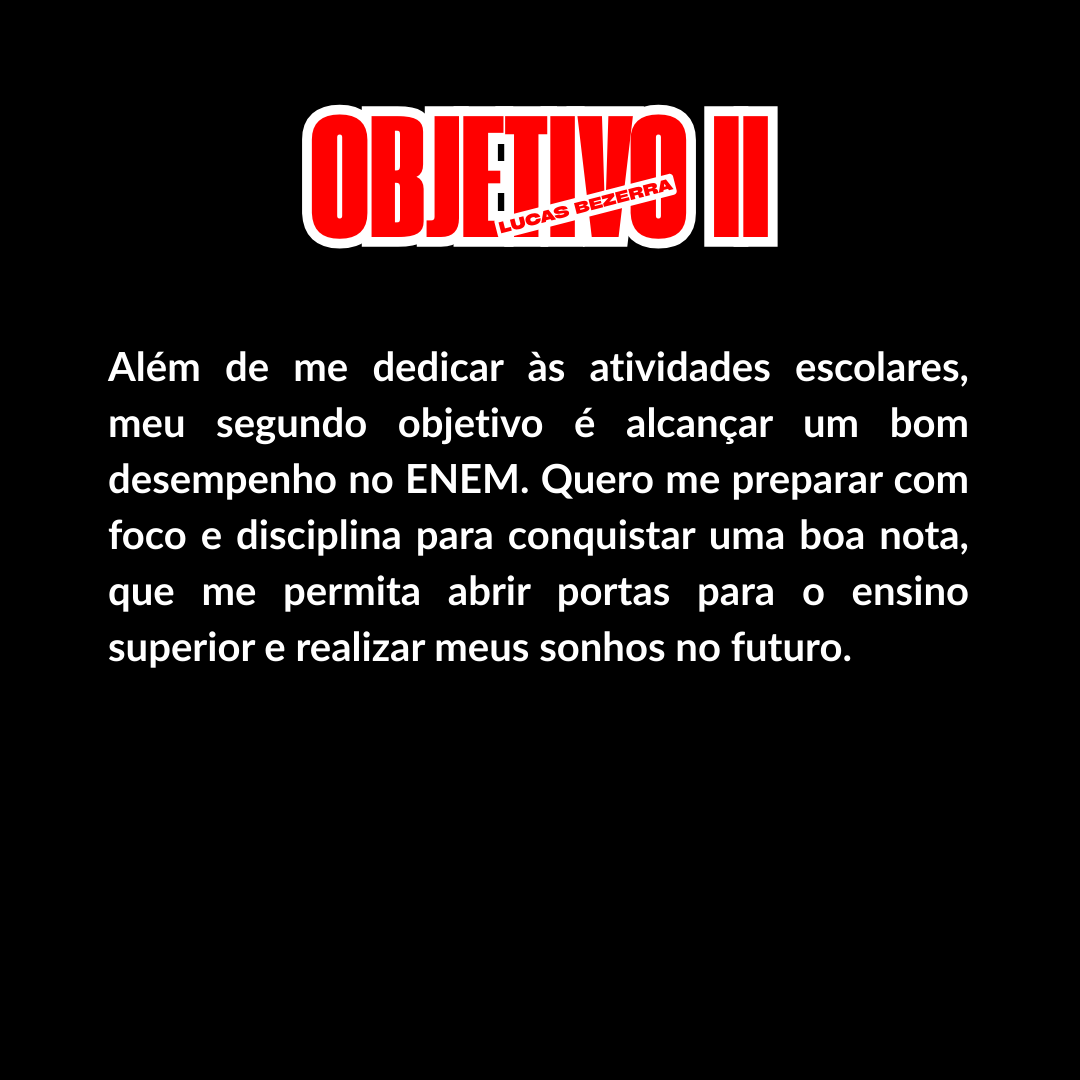 OBJETIVO II
LUCAS BEZERRA
Além de me dedicar às atividades escolares,
meu segundo objetivo é alcançar um bom
desempenho no ENEM. Quero me preparar com
foco e disciplina para conquistar uma boa nota,
que me permita abrir portas para o ensino
superior e realizar meus sonhos no futuro.